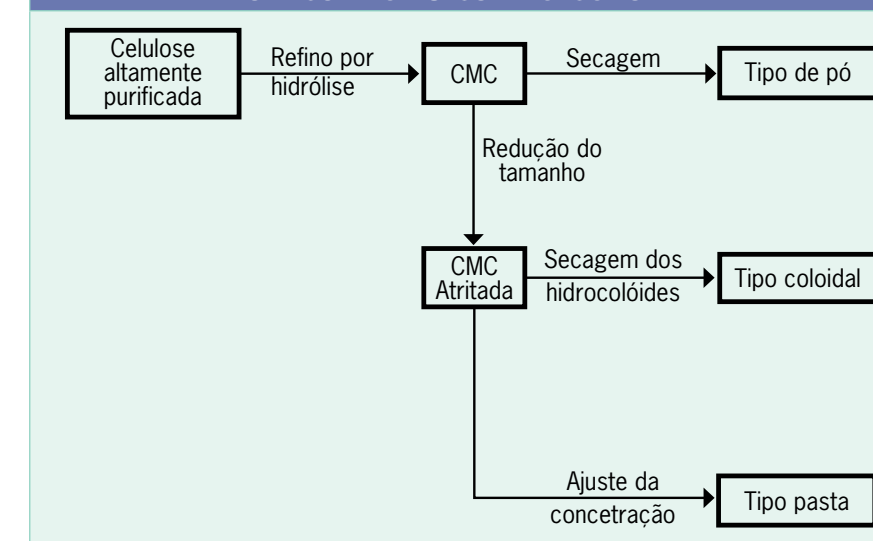 Celulose
altamente
purificada
Refino por
hidrólise
CMC
Secagem
Tipo de pó
Redução do
tamanho
CMC
Atritada
Secagem dos
hidrocolóides
Tipo coloidal
Ajuste da
concetração
Tipo pasta